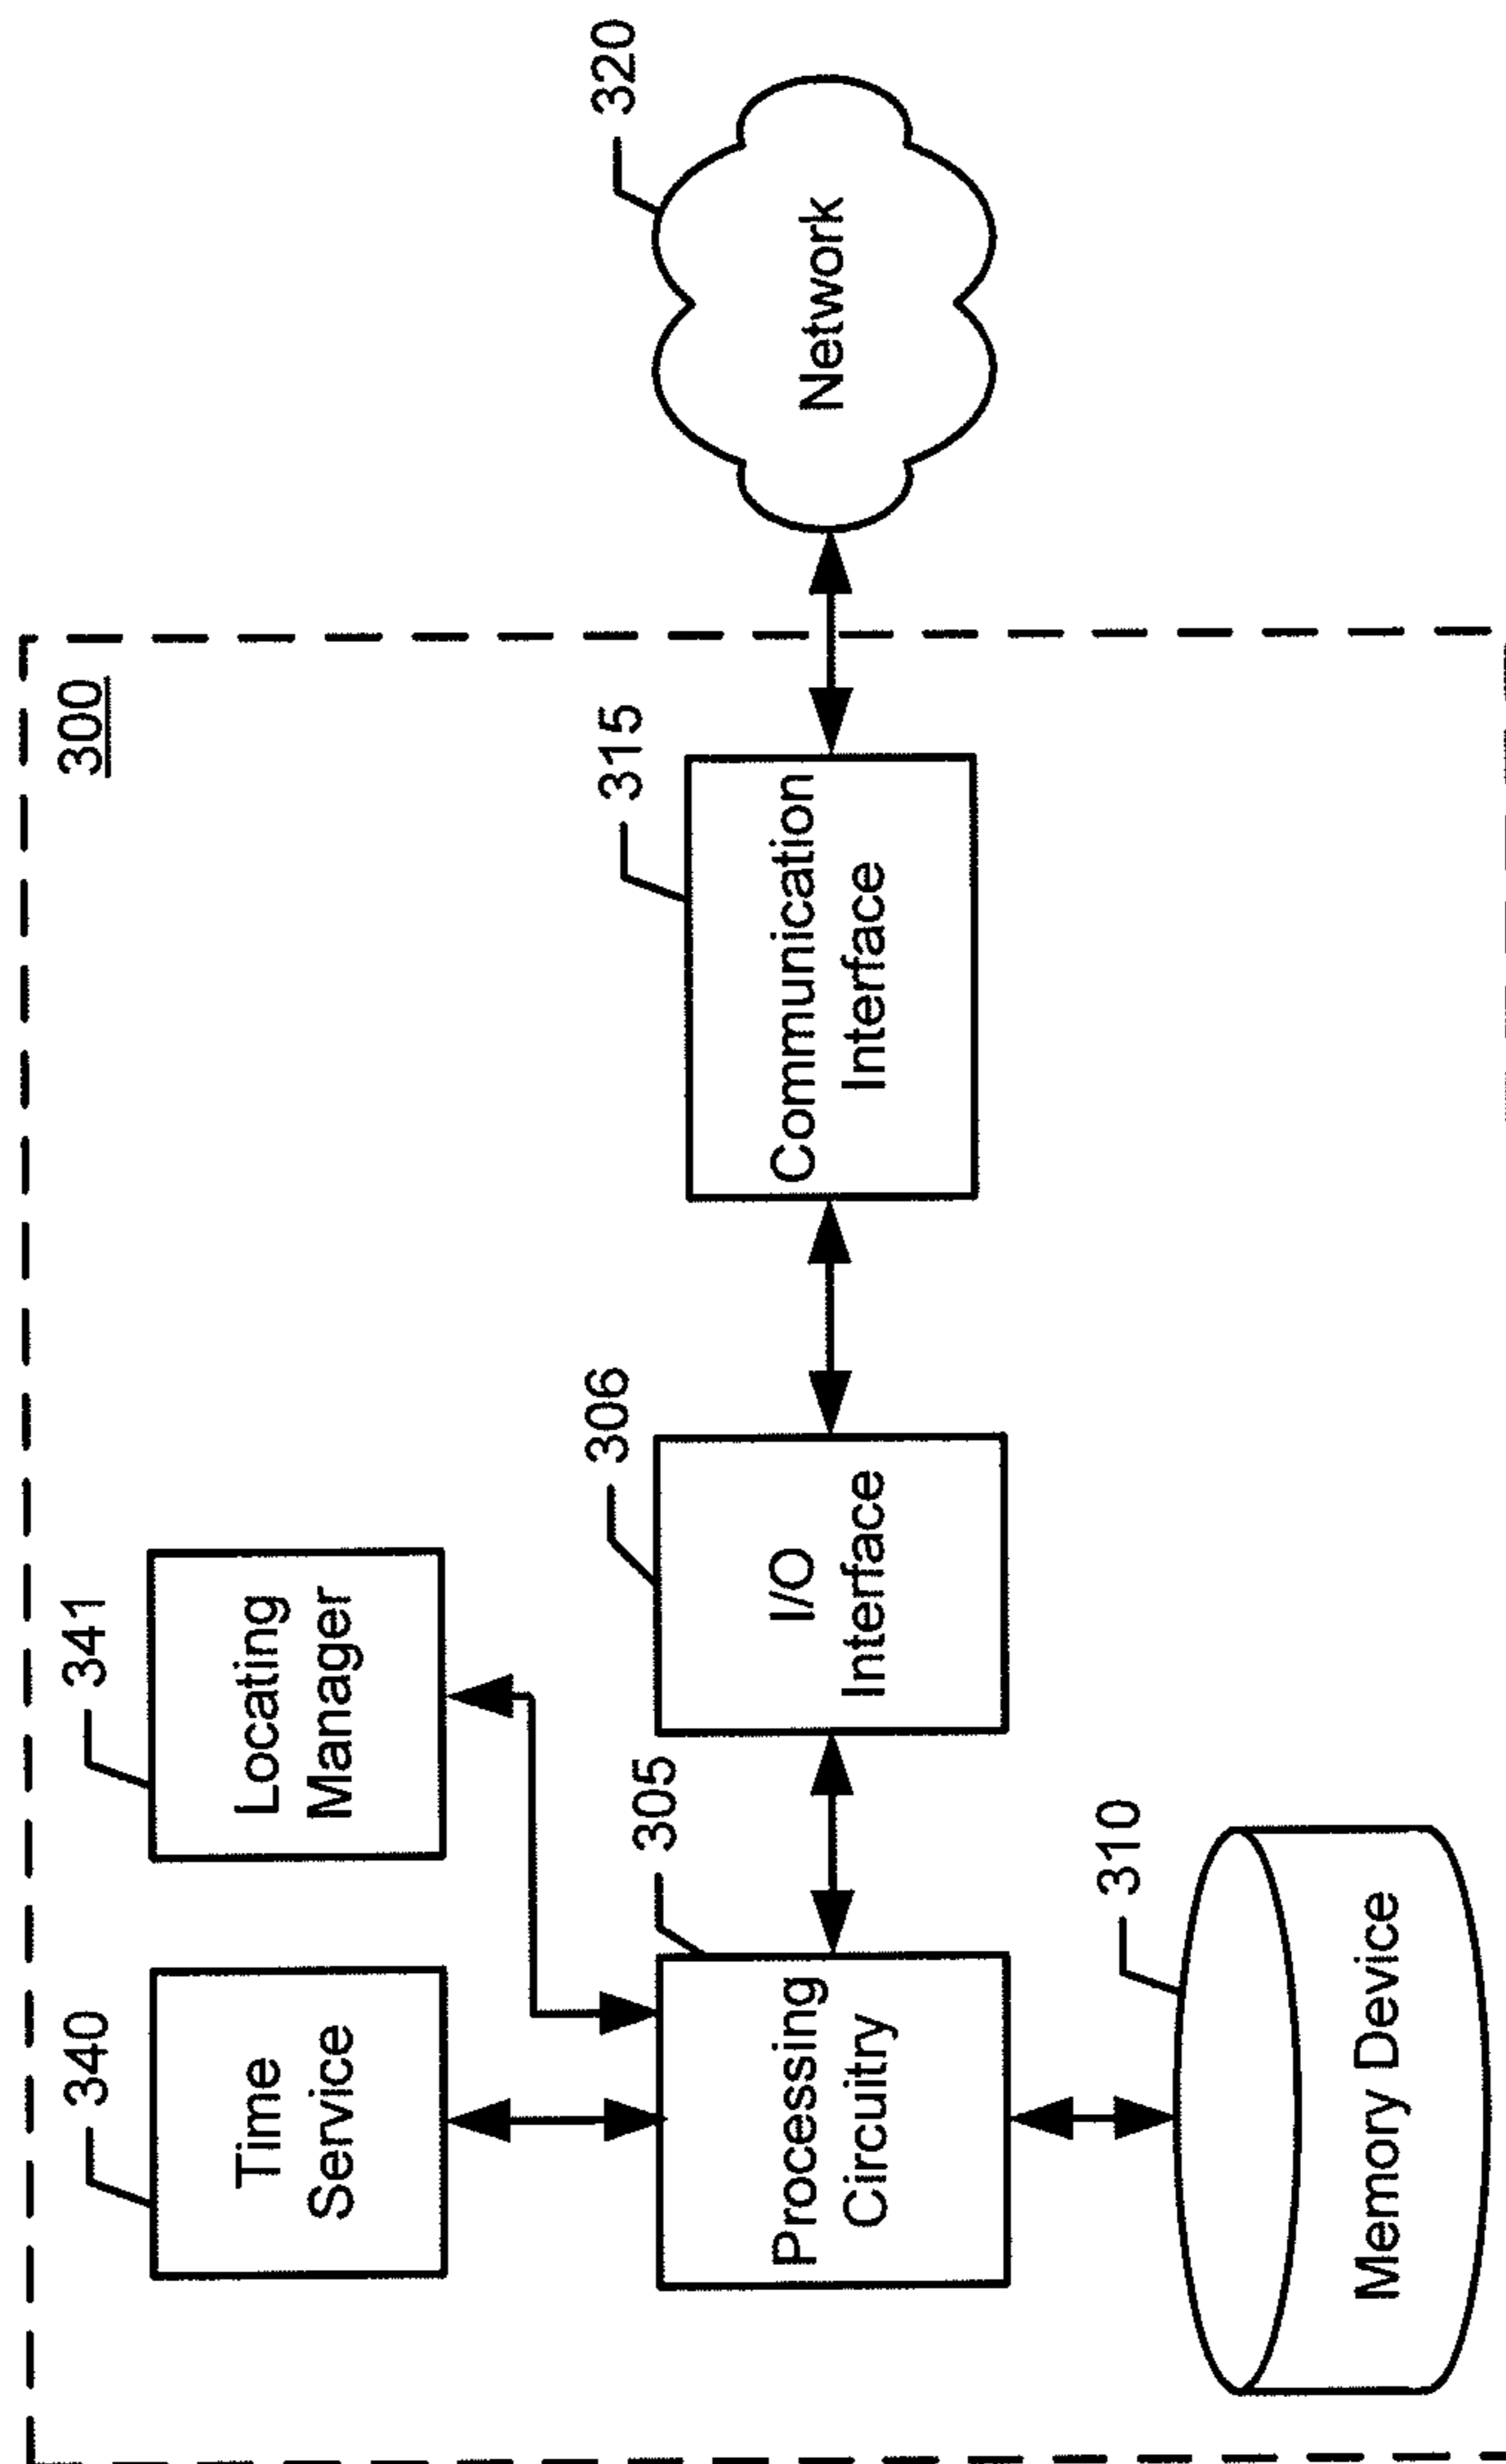 300
340
Time
Service
341
Locating
Manager
305
Processing
Circuitry
306
I/O
Interface
315
Communication
Interface
320
Network
310
Memory Device